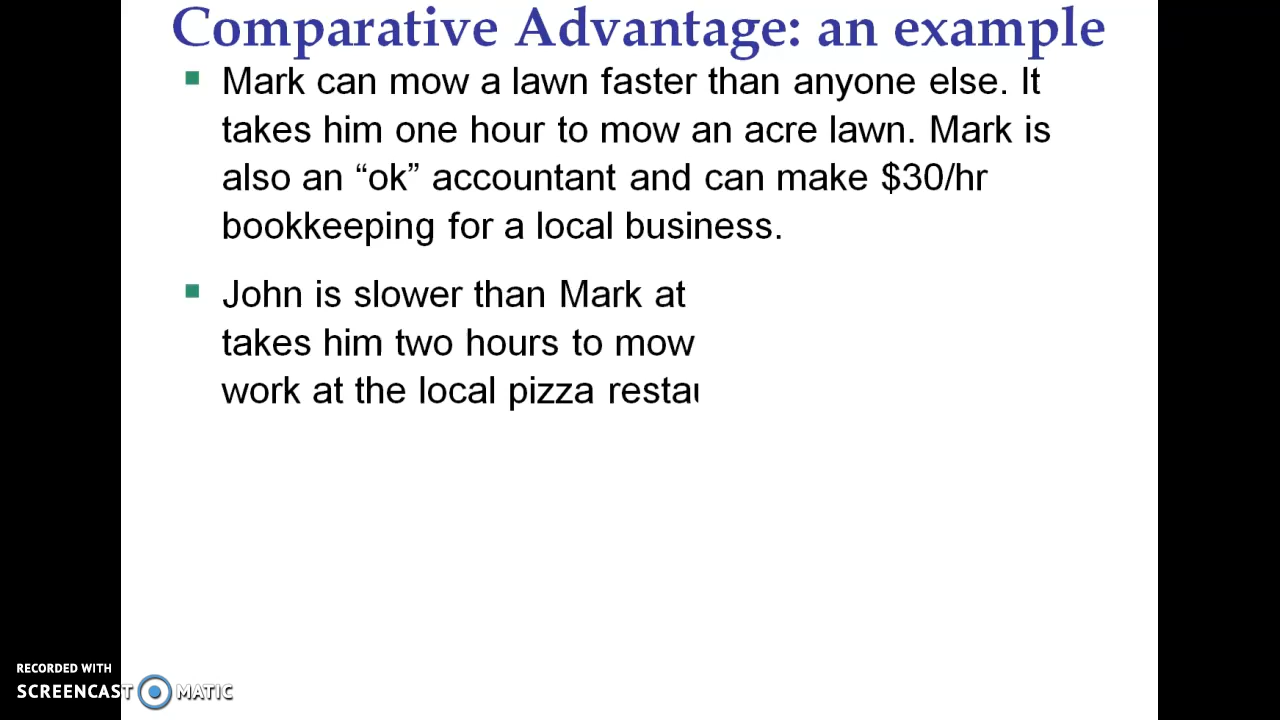 Comparative Advantage: an example
Mark can mow a lawn faster than anyone else. It
takes him one hour to mow an acre lawn. Mark is
also an “ok” accountant and can make $30/hr
bookkeeping for a local business.
John is slower than Mark at
takes him two hours to mow
work at the local pizza
RECORDED WITH
SCREENCAST MATIC